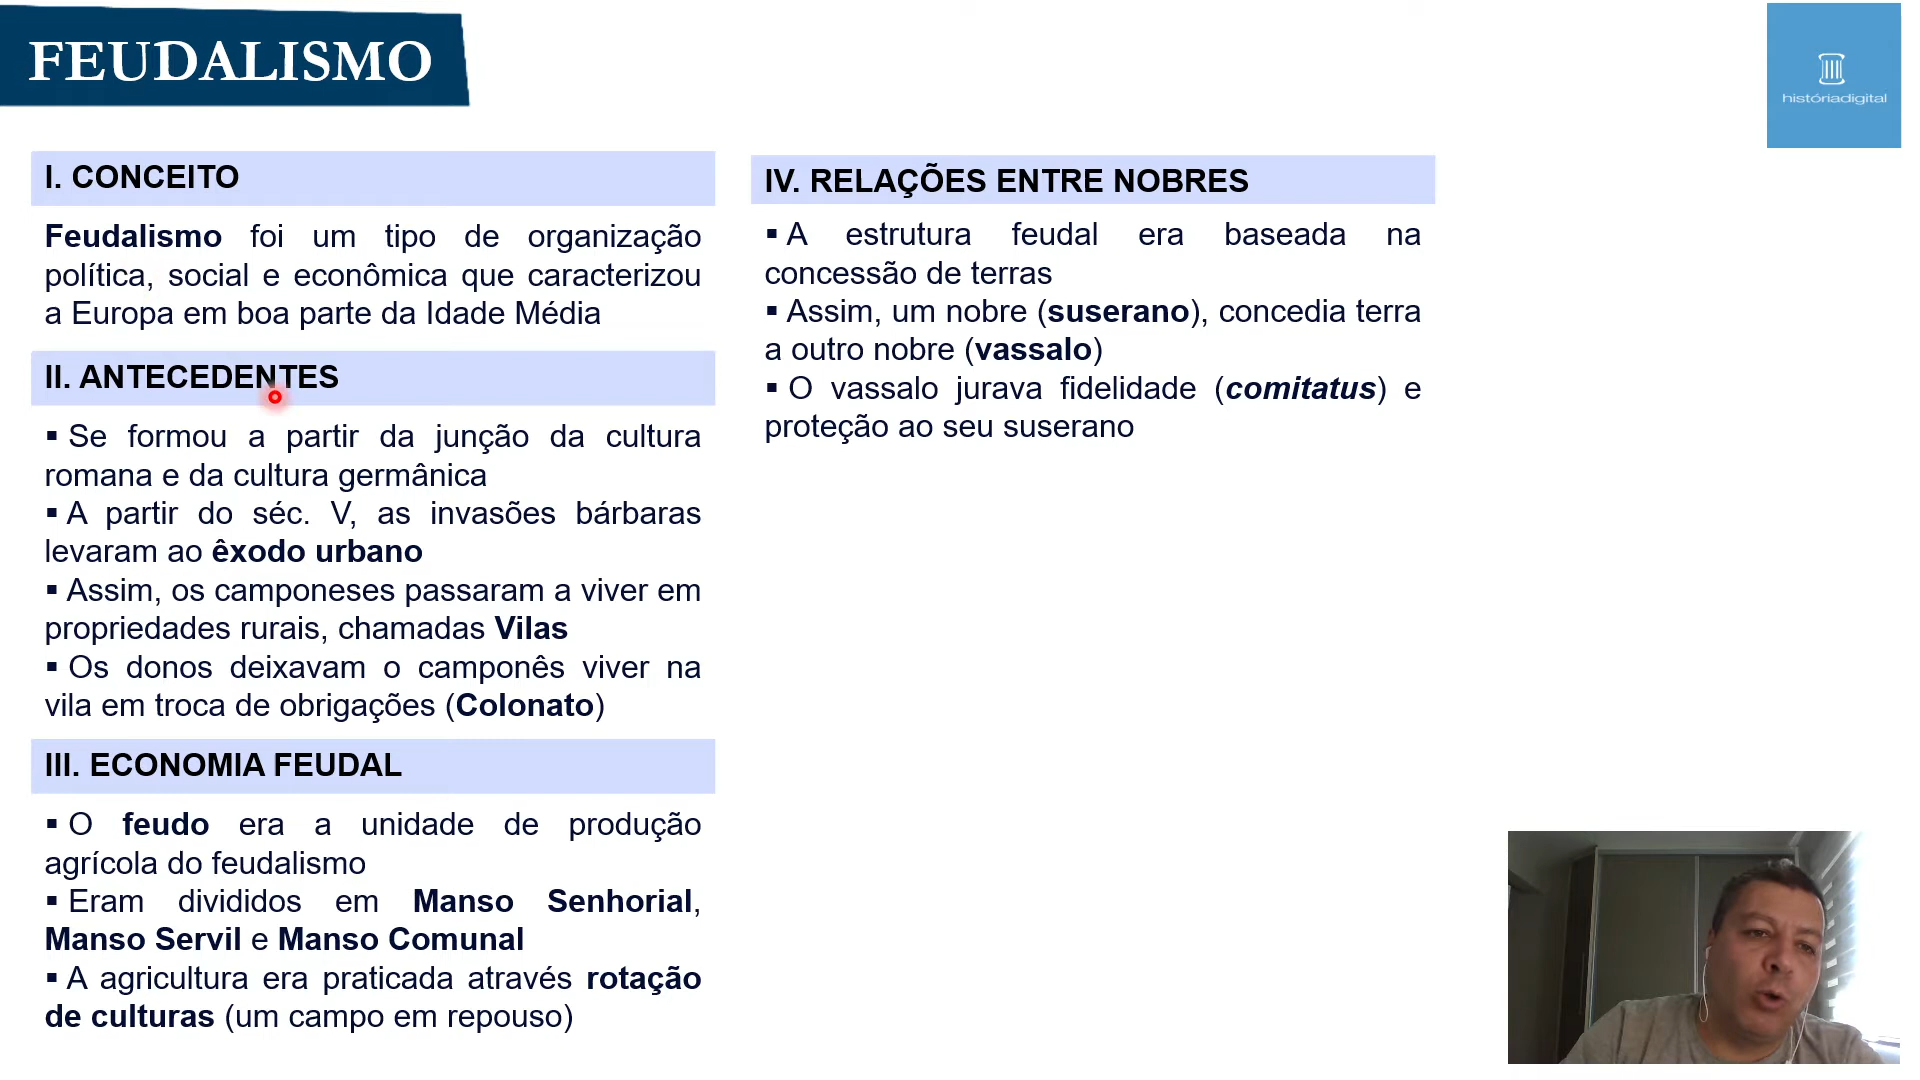 FEUDALISMO
históriadigital
I. CONCEITO
Feudalismo foi um tipo de organização
política, social e econômica que caracterizou
a Europa em boa parte da Idade Média
II. ANTECEDENTES
▪ Se formou a partir da junção da cultura
romana e da cultura germânica
▪ A partir do séc. V, as invasões bárbaras
levaram ao êxodo urbano
▪ Assim, os camponeses passaram a viver em
propriedades rurais, chamadas Vilas
▪ Os donos deixavam o camponês viver na
vila em troca de obrigações (Colonato)
III. ECONOMIA FEUDAL
▪ O feudo era a unidade de produção
agrícola do feudalismo
▪ Eram divididos em Manso Senhorial,
Manso Servil e Manso Comunal
▪ A agricultura era praticada através rotação
de culturas (um campo em repouso)
IV. RELAÇÕES ENTRE NOBRES
▪ A estrutura feudal era baseada na
concessão de terras
▪ Assim, um nobre (suserano), concedia terra
a outro nobre (vassalo)
▪ O vassalo jurava fidelidade (comitatus) e
proteção ao seu suserano